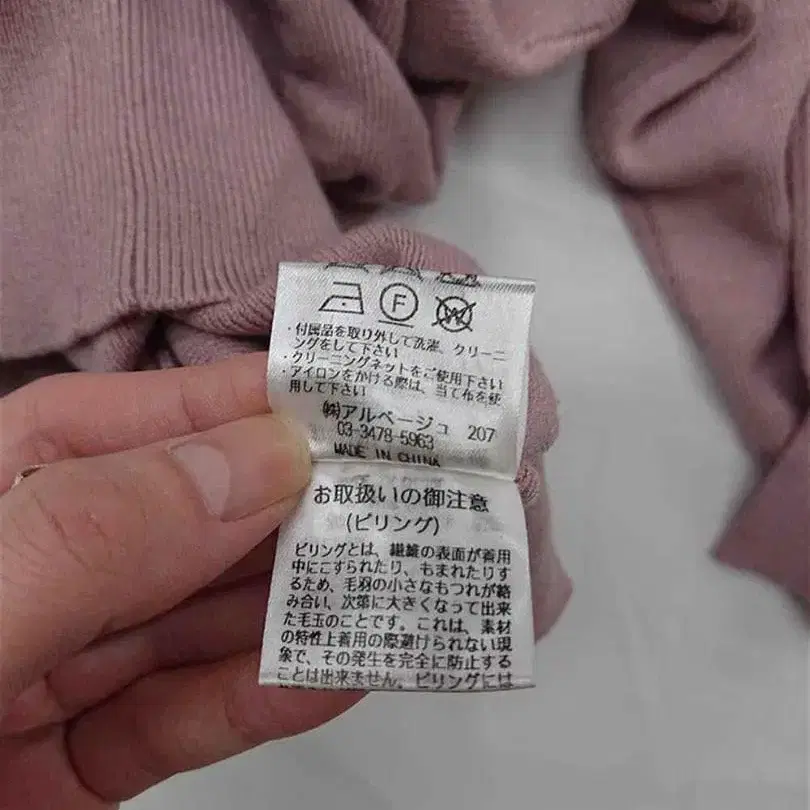 F W
・付属品を取り外して洗濯、クリーニ
ングをして下さい
・クリーニングネットをご使用下さい
・アイロンをかける際は、当て布を使
用して下さい
㈱アルページュ 207
03-3478-5963
MADE IN CHINA
お取扱いの御注意
(ピリング)
ピリングとは、繊維の表面が着用
中にこすられたり、もまれたりす
るため、毛羽の小さなもつれが絡
み合い、次第に大きくなって出来
た毛玉のことです。これは、素材
の特性上着用の際避けられない現
象で、その発生を完全に防止する
ことは出来ません。ピリングには